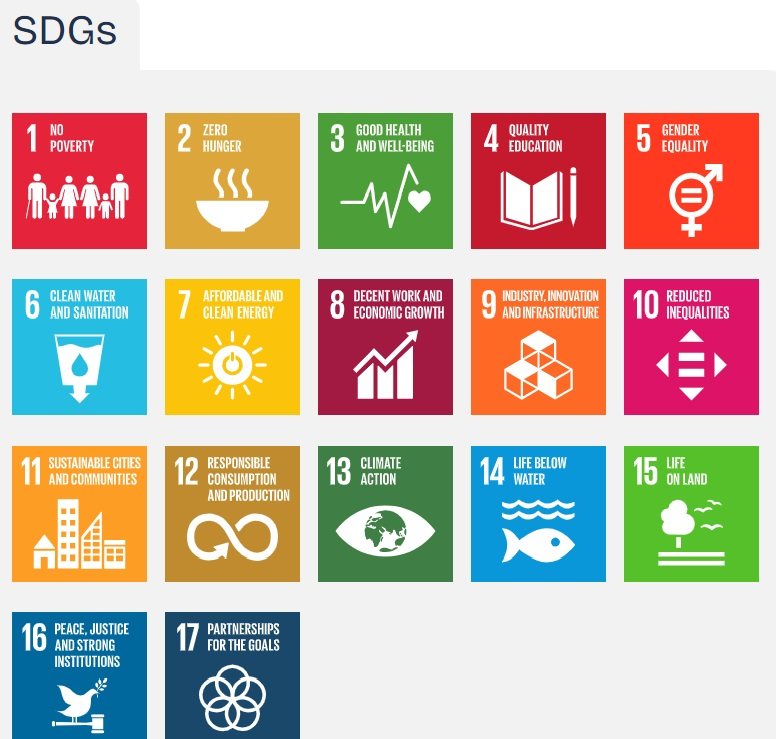 SDGs
1 NO
POVERTY
2 ZERO
HUNGER
3 GOOD HEALTH
AND WELL-BEING
4 QUALITY
EDUCATION
5 GENDER
EQUALITY
6 CLEAN WATER
AND SANITATION
7 AFFORDABLE AND
CLEAN ENERGY
8 DECENT WORK AND
ECONOMIC GROWTH
9 INDUSTRY, INNOVATION
AND INFRASTRUCTURE
10 REDUCED
INEQUALITIES
11 SUSTAINABLE CITIES
AND COMMUNITIES
12 RESPONSIBLE
CONSUMPTION
AND PRODUCTION
13 CLIMATE
ACTION
14 LIFE BELOW
WATER
15 LIFE
ON LAND
16 PEACE, JUSTICE
AND STRONG
INSTITUTIONS
17 PARTNERSHIPS
FOR THE GOALS